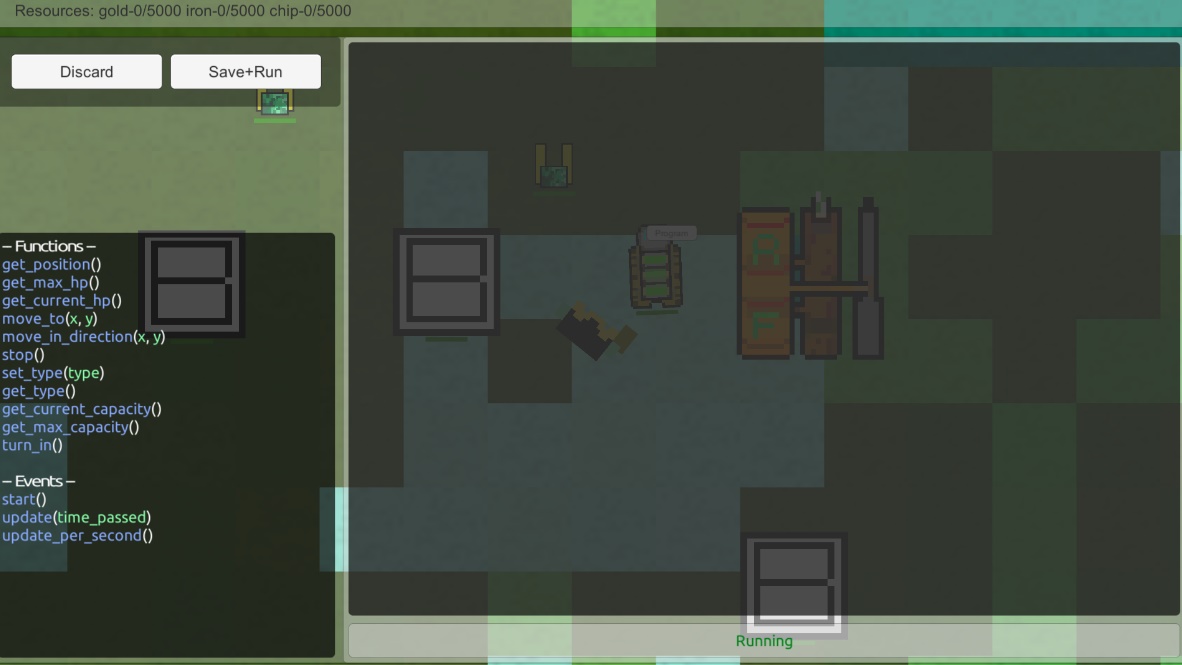 Resources: gold-0/5000 iron-0/5000 chip-0/5000
Discard
Save+Run
Program
– Functions –
get_position()
get_max_hp()
get_current_hp()
move_to(x, y)
move_in_direction(x, y)
stop()
set_type(type)
get_type()
get_current_capacity()
get_max_capacity()
turn_in()
– Events –
start()
update(time_passed)
update_per_second()
Running